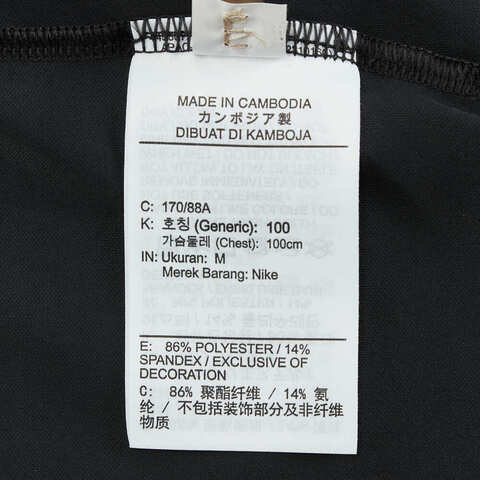 MADE IN CAMBODIA
カンボジア製
DIBUAT DI KAMBOJA
C: 170/88A
K: 호칭 (Generic): 100
가슴둘레 (Chest): 100cm
IN: Ukuran: M
Merek Barang: Nike
E: 86% POLYESTER / 14%
SPANDEX / EXCLUSIVE OF
DECORATION
C: 86% 聚酯纤维 / 14% 氨
纶 / 不包括装饰部分及非纤维
物质